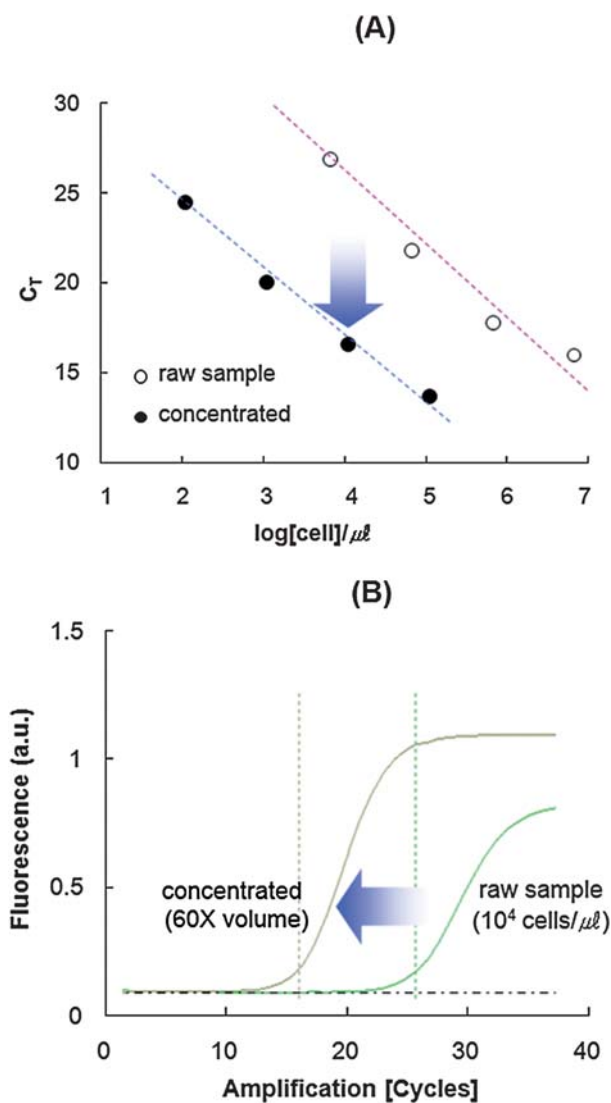 (A)
30
25
20
15
10
C_T
raw sample
concentrated
1 2 3 4 5 6 7
log[cell]/㎕
(B)
1.5
1
0.5
0
Fluorescence (a.u.)
concentrated
(60X volume)
raw sample
(10⁴ cells/㎕)
0 10 20 30 40
Amplification [Cycles]